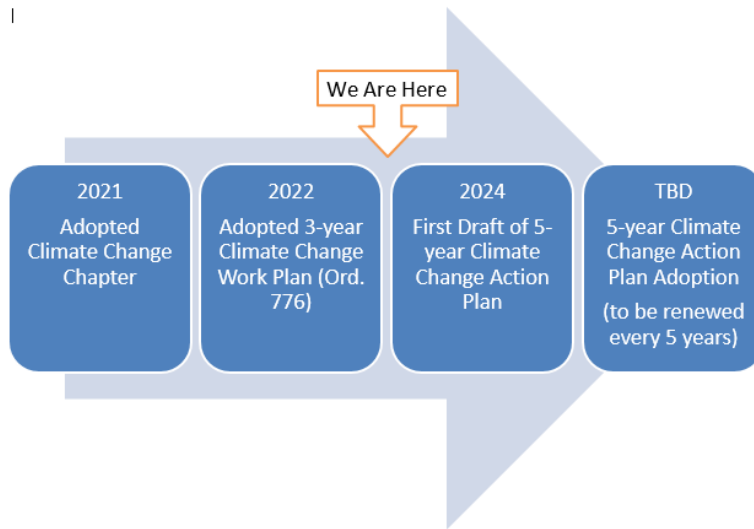 We Are Here
2021
Adopted
Climate Change
Chapter
2022
Adopted 3-year
Climate Change
Work Plan (Ord.
776)
2024
First Draft of 5-
year Climate
Change Action
Plan
TBD
5-year Climate
Change Action
Plan Adoption
(to be renewed
every 5 years)